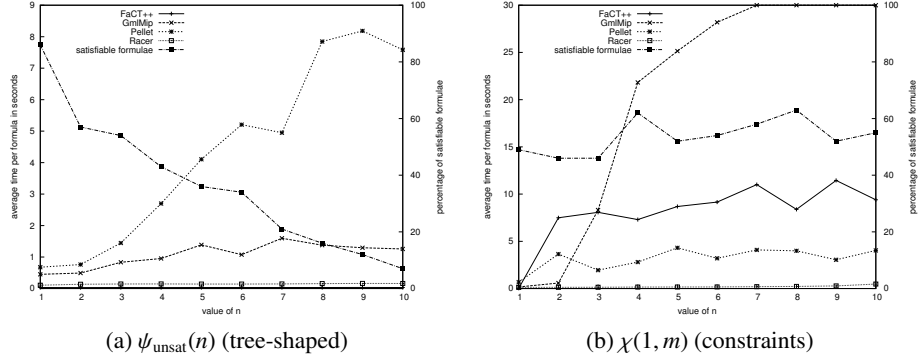 FaCT++
GmlMip
Pellet
Racer
satisfiable formulae
9
8
7
6
5
4
3
2
1
0
average time per formula in seconds
100
80
60
40
20
0
percentage of satisfiable formulae
1 2 3 4 5 6 7 8 9 10
value of n
(a) ψunsat(n) (tree-shaped)
FaCT++
GmlMip
Pellet
Racer
satisfiable formulae
30
25
20
15
10
5
0
average time per formula in seconds
100
80
60
40
20
0
percentage of satisfiable formulae
1 2 3 4 5 6 7 8 9 10
value of n
(b) χ(1, m) (constraints)